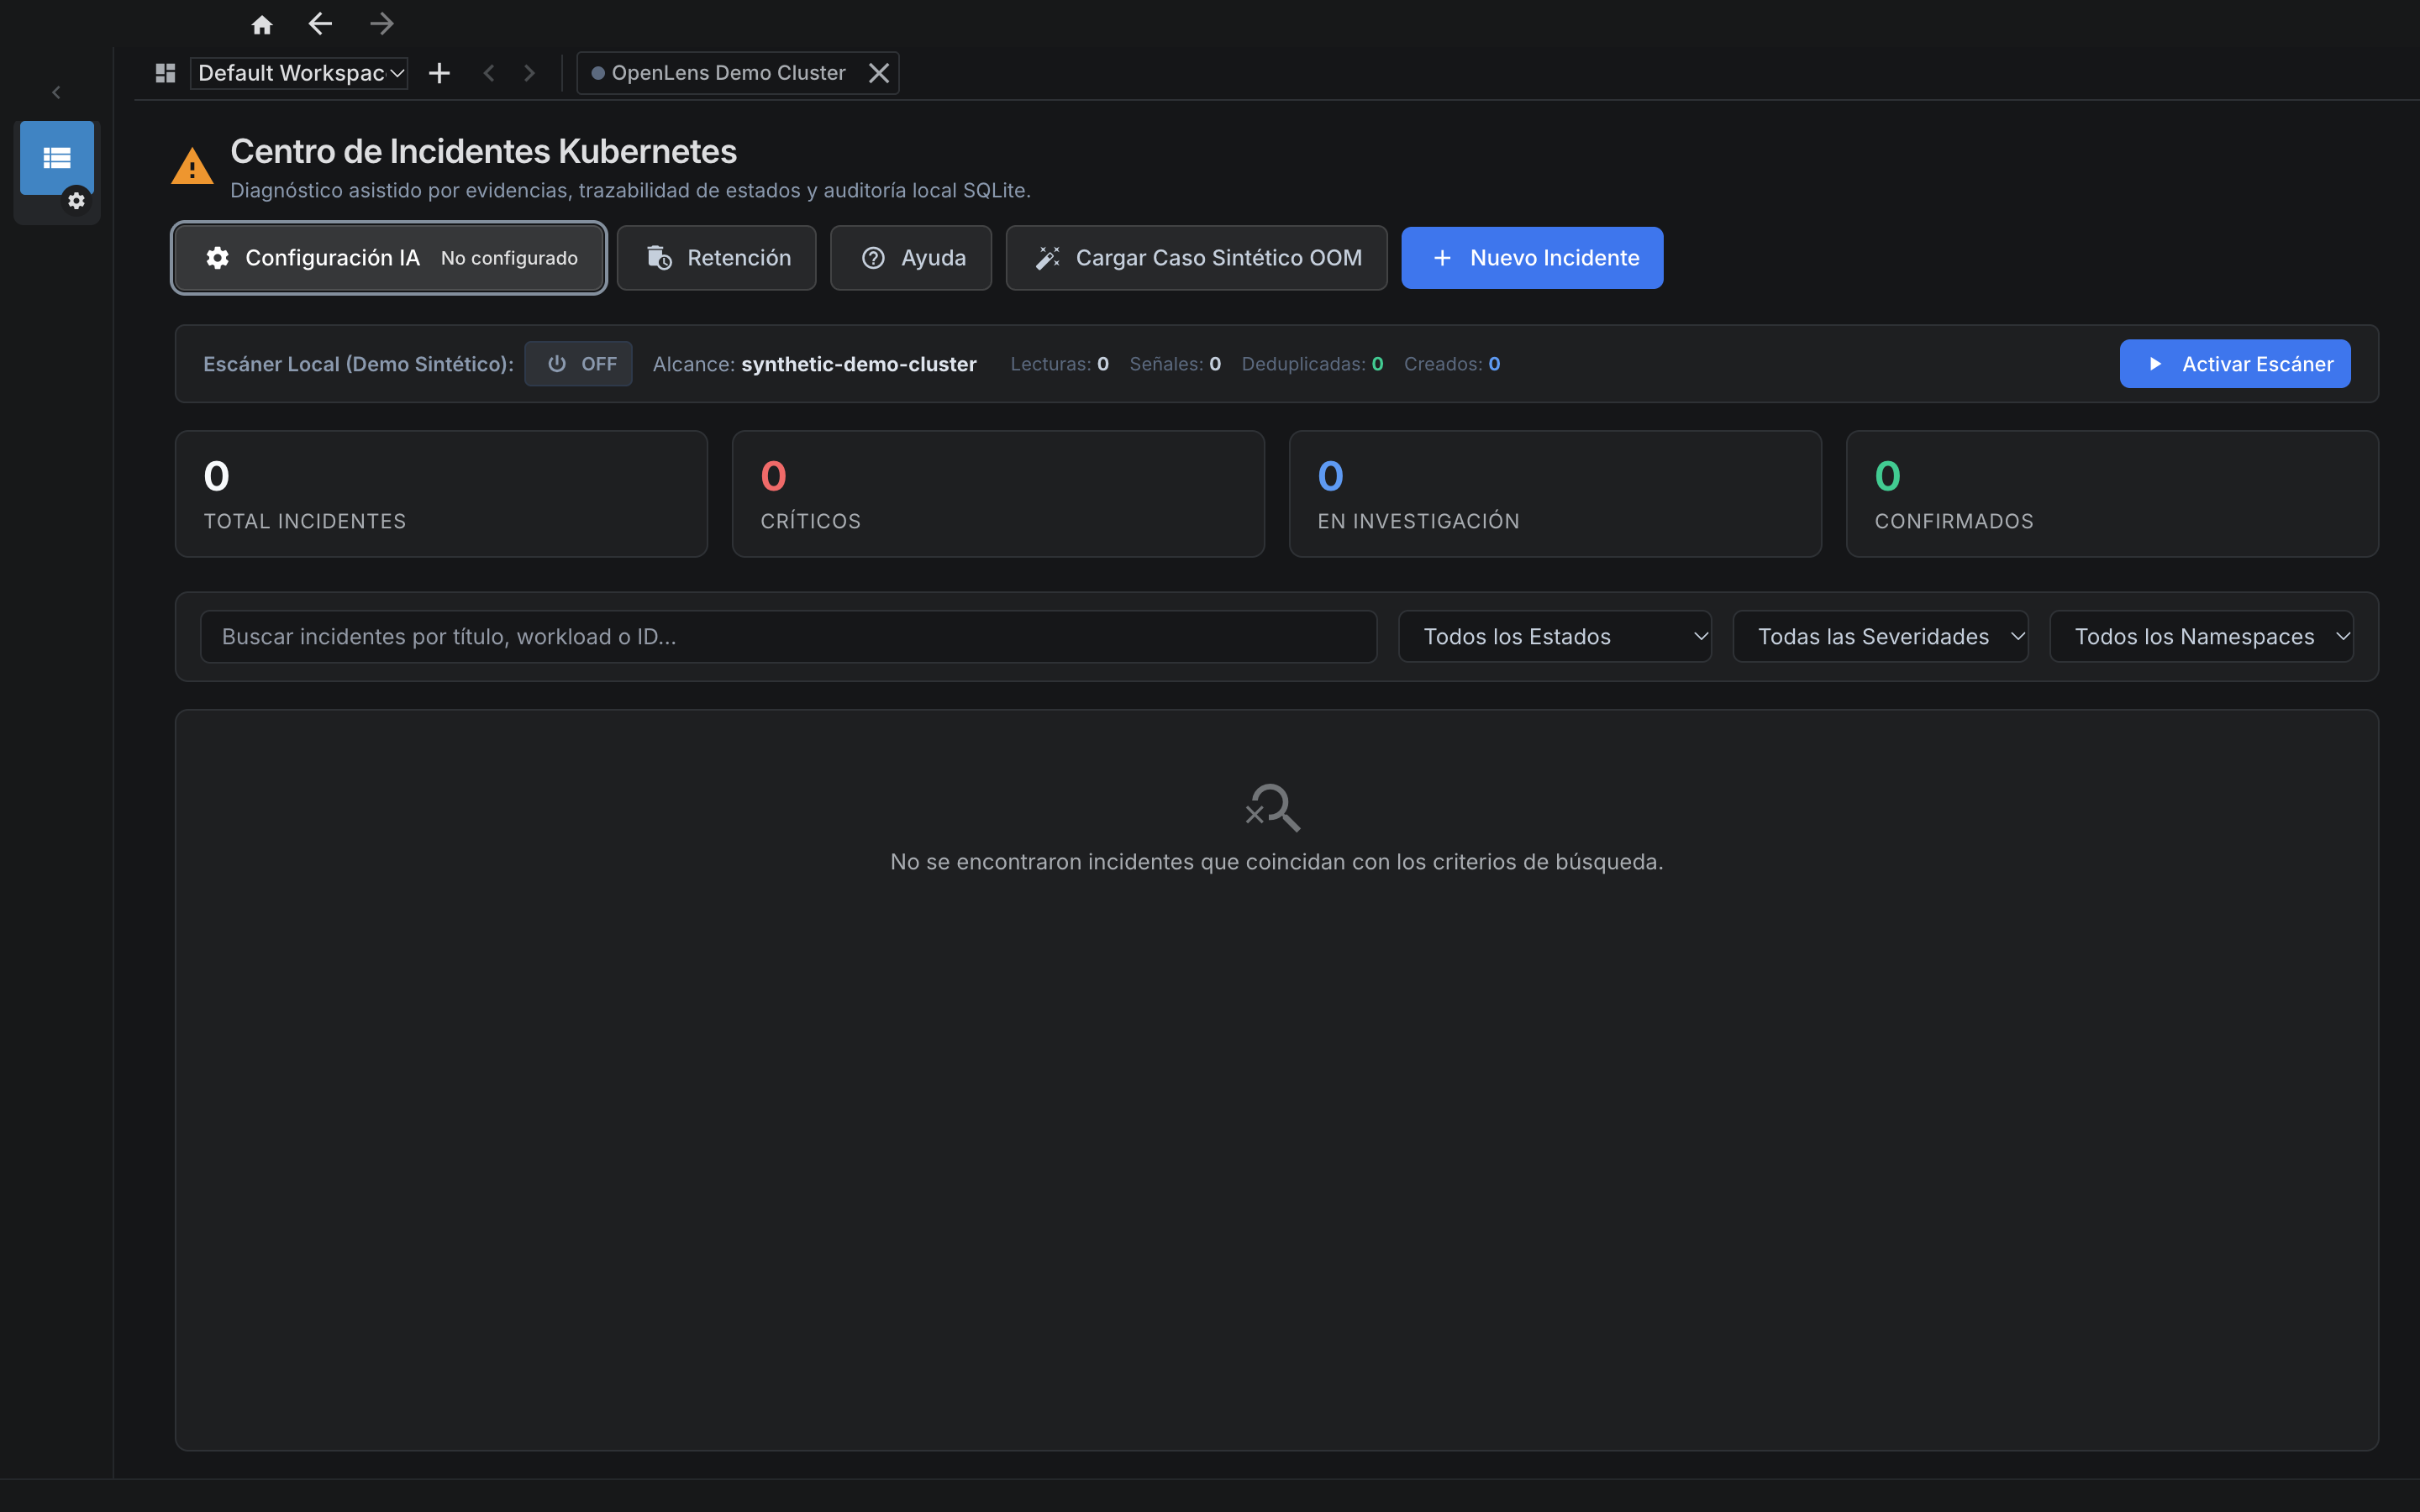 Default Workspac
OpenLens Demo Cluster
Centro de Incidentes Kubernetes
Diagnóstico asistido por evidencias, trazabilidad de estados y auditoría local SQLite.
Configuración IA No configurado
Retención
Ayuda
Cargar Caso Sintético OOM
Nuevo Incidente
Escáner Local (Demo Sintético): OFF Alcance: synthetic-demo-cluster Lecturas: 0 Señales: 0 Deduplicadas: 0 Creados: 0 Activar Escáner
0
TOTAL INCIDENTES
0
CRÍTICOS
0
EN INVESTIGACIÓN
0
CONFIRMADOS
Buscar incidentes por título, workload o ID...
Todos los Estados
Todas las Severidades
Todos los Namespaces
No se encontraron incidentes que coincidan con los criterios de búsqueda.